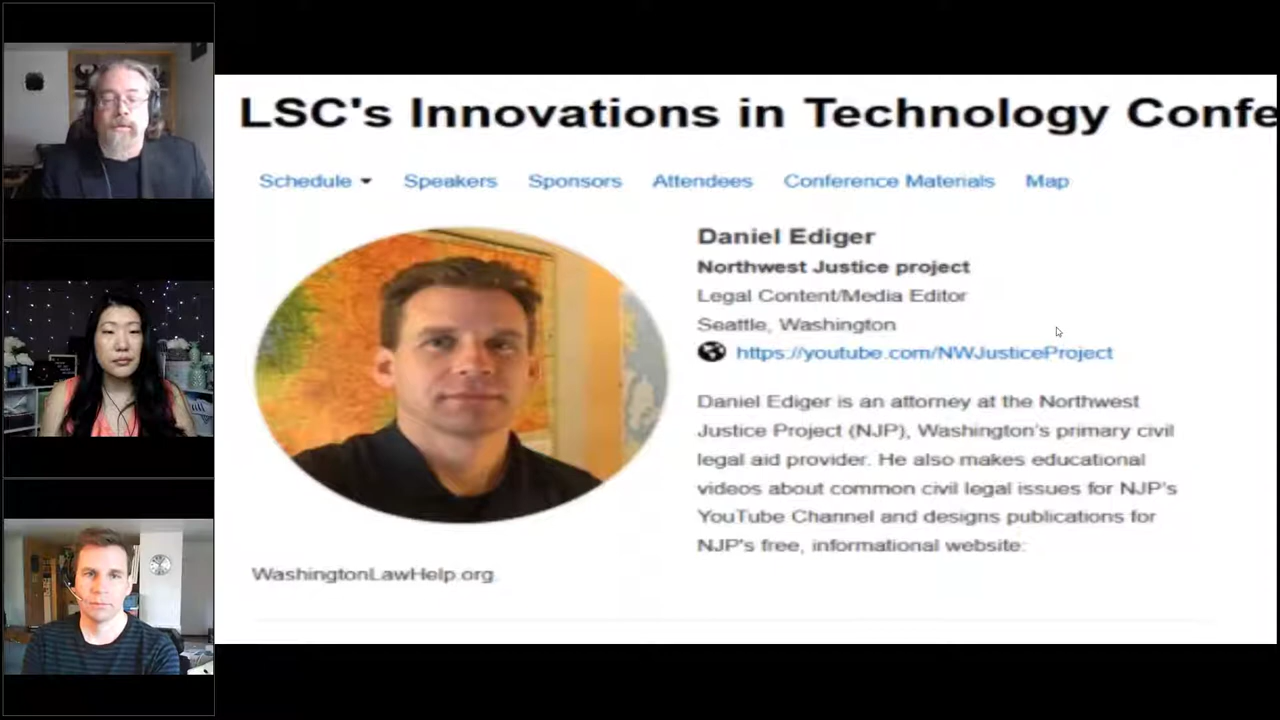 LSC's Innovations in Technology Confe
Schedule Speakers Sponsors Attendees Conference Materials Map
Daniel Ediger
Northwest Justice project
Legal Content/Media Editor
Seattle, Washington
https://youtube.com/NWJusticeProject
Daniel Ediger is an attorney at the Northwest
Justice Project (NJP), Washington's primary civil
legal aid provider. He also makes educational
videos about common civil legal issues for NJP's
YouTube Channel and designs publications for
NJP's free, informational website:
WashingtonLawHelp.org.